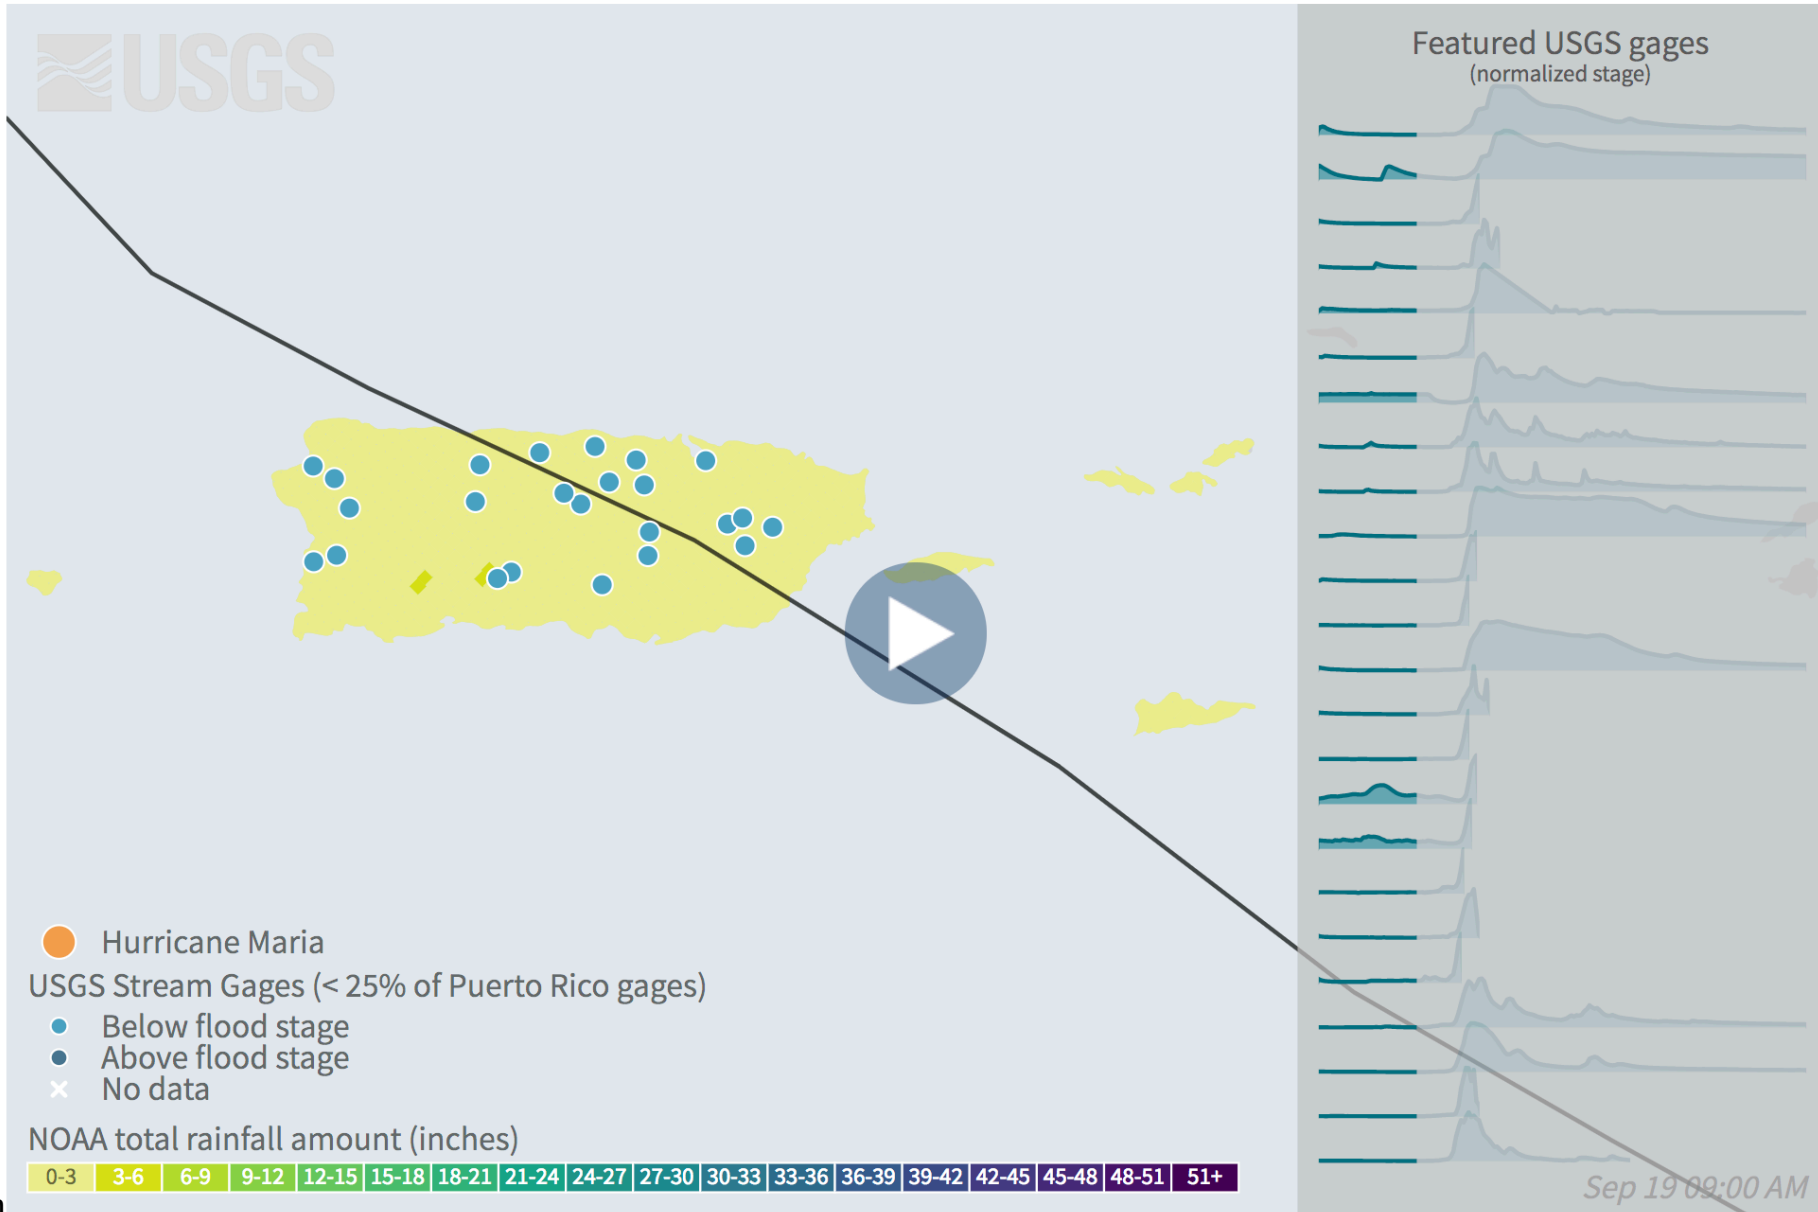 USGS
Featured USGS gages
(normalized stage)
Hurricane Maria
USGS Stream Gages (< 25% of Puerto Rico gages)
Below flood stage
Above flood stage
No data
NOAA total rainfall amount (inches)
0-3 3-6 6-9 9-12 12-15 15-18 18-21 21-24 24-27 27-30 30-33 33-36 36-39 39-42 42-45 45-48 48-51 51+
Sep 19 09:00 AM